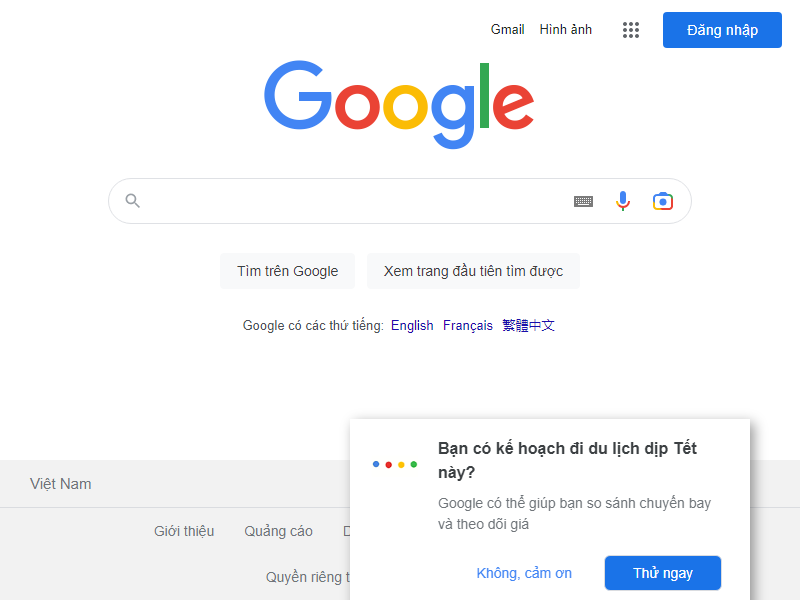 Gmail Hình ảnh
Đăng nhập
Google
Tìm trên Google
Xem trang đầu tiên tìm được
Google có các thứ tiếng: English Français 繁體中文
Bạn có kế hoạch đi du lịch dịp Tết
này?
Google có thể giúp bạn so sánh chuyến bay
và theo dõi giá
Không, cảm ơn
Thử ngay
Việt Nam
Giới thiệu Quảng cáo
Quyền riêng